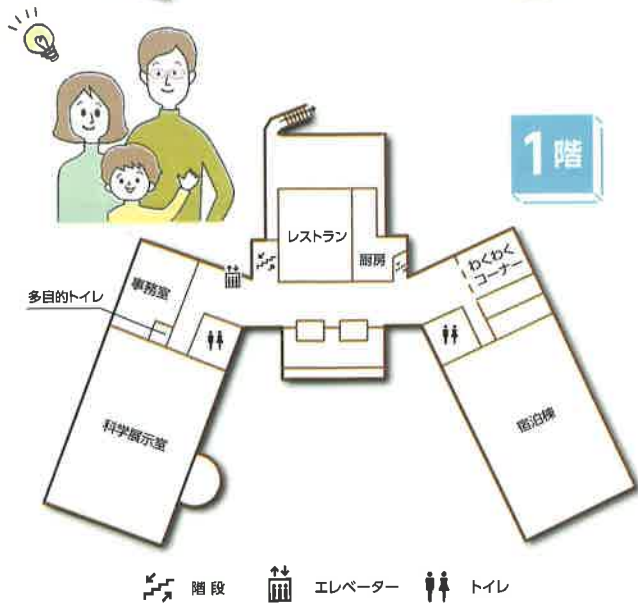 1階
レストラン
厨房
わくわく
コーナー
事務室
多目的トイレ
科学展示室
宿泊棟
階段
エレベーター
トイレ